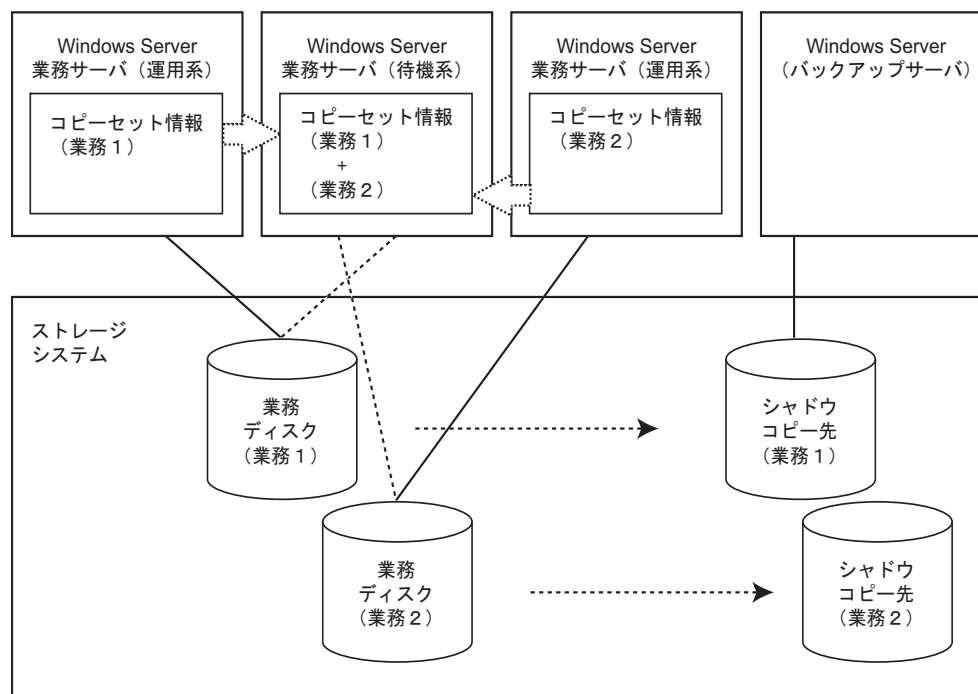 Windows Server
業務サーバ（運用系）
コピーセット情報
（業務１）
Windows Server
業務サーバ（待機系）
コピーセット情報
（業務１）
+
（業務２）
Windows Server
業務サーバ（運用系）
コピーセット情報
（業務２）
Windows Server
（バックアップサーバ）
ストレージ
システム
業務
ディスク
（業務１）
シャドウ
コピー先
（業務１）
業務
ディスク
（業務２）
シャドウ
コピー先
（業務２）